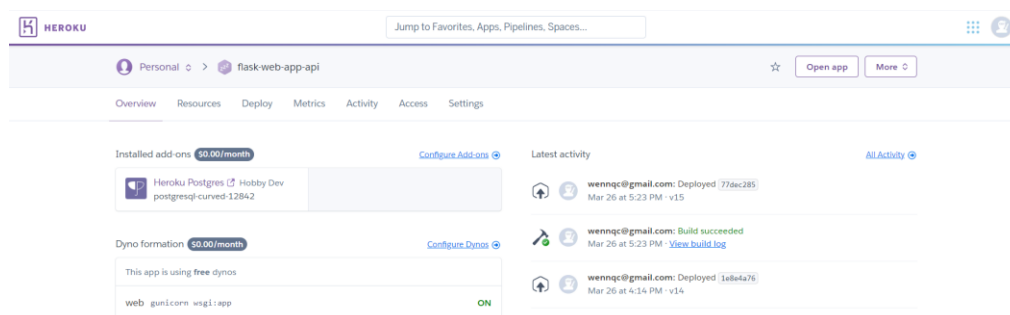 HEROKU
Jump to Favorites, Apps, Pipelines, Spaces...
Personal > flask-web-app-api
Open app More
Overview Resources Deploy Metrics Activity Access Settings
Installed add-ons $0.00/month Configure Add-ons
Heroku Postgres Hobby Dev
postgresql-curved-12842
Dyno formation $0.00/month Configure Dynos
This app is using free dynos
web gunicorn wsgi:app ON
Latest activity All Activity
wennqc@gmail.com: Deployed 77dec285
Mar 26 at 5:23 PM · v15
wennqc@gmail.com: Build succeeded
Mar 26 at 5:23 PM · View build log
wennqc@gmail.com: Deployed 1e8e4a76
Mar 26 at 4:14 PM · v14